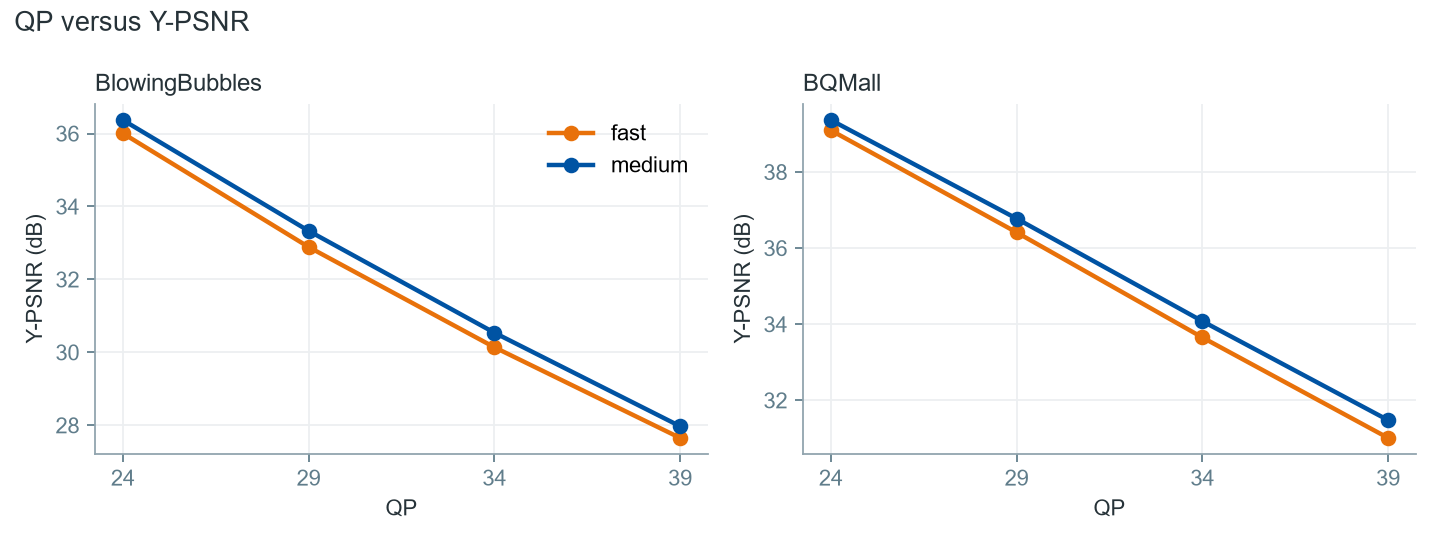 QP versus Y-PSNR
BlowingBubbles
36
34
32
30
28
Y-PSNR (dB)
24 29 34 39
QP
fast
medium
BQMall
38
36
34
32
Y-PSNR (dB)
24 29 34 39
QP